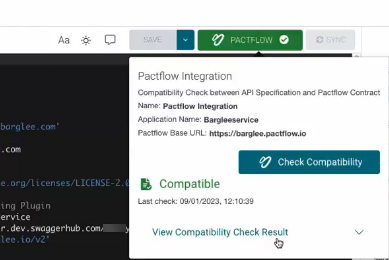 Aa SAVE PACTFLOW SYNC
Pactflow Integration
Compatibility Check between API Specification and Pactflow Contract
Name: Pactflow Integration
Application Name: Bargleeservice
Pactflow Base URL: https://barglee.pactflow.io
Check Compatibility
Compatible
Last check: 09/01/2023, 12:10:39
View Compatibility Check Result
barglee.com'
.com
e.org/licenses/LICENSE-2.0
ing Plugin
service
er.dev.swaggerhub.com/
lee.io/v2"